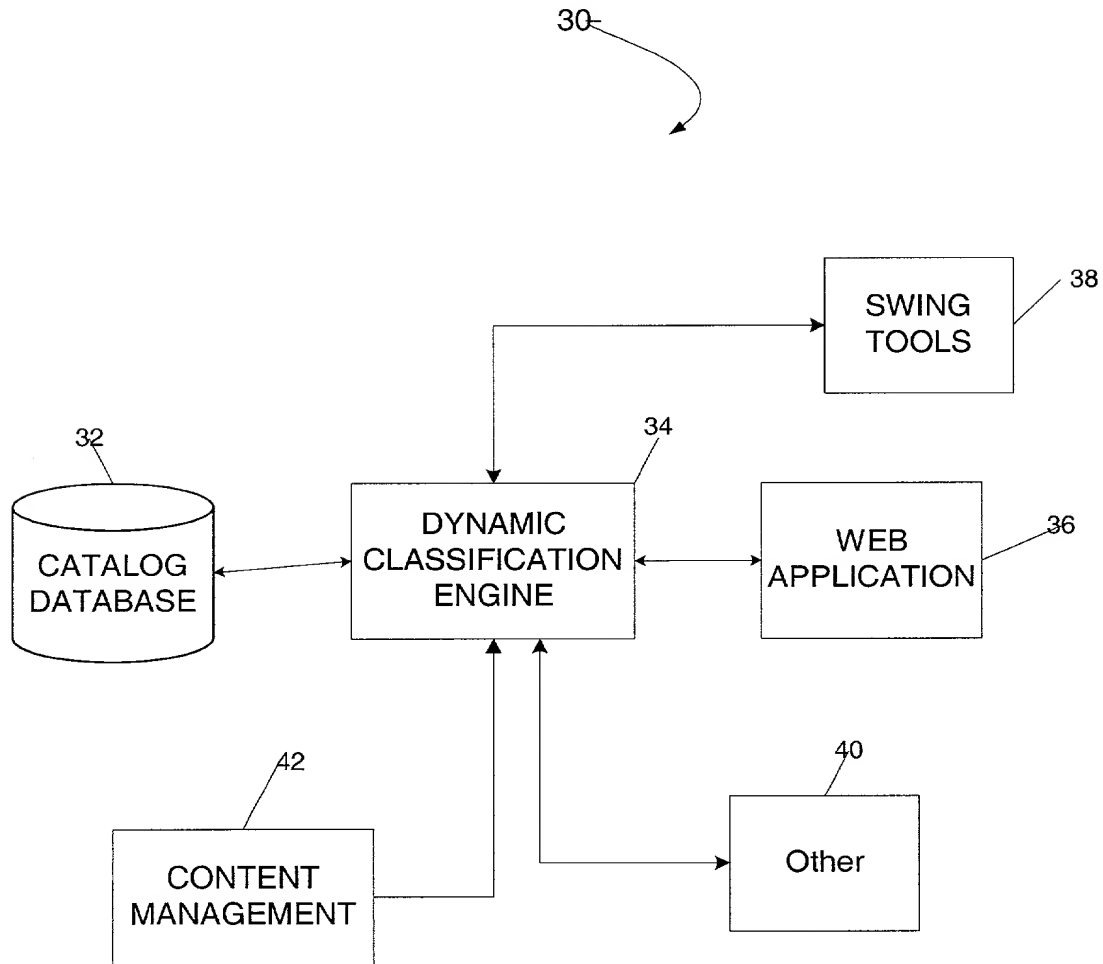 30
SWING
TOOLS
38
32
CATALOG
DATABASE
34
DYNAMIC
CLASSIFICATION
ENGINE
WEB
APPLICATION
36
42
CONTENT
MANAGEMENT
40
Other